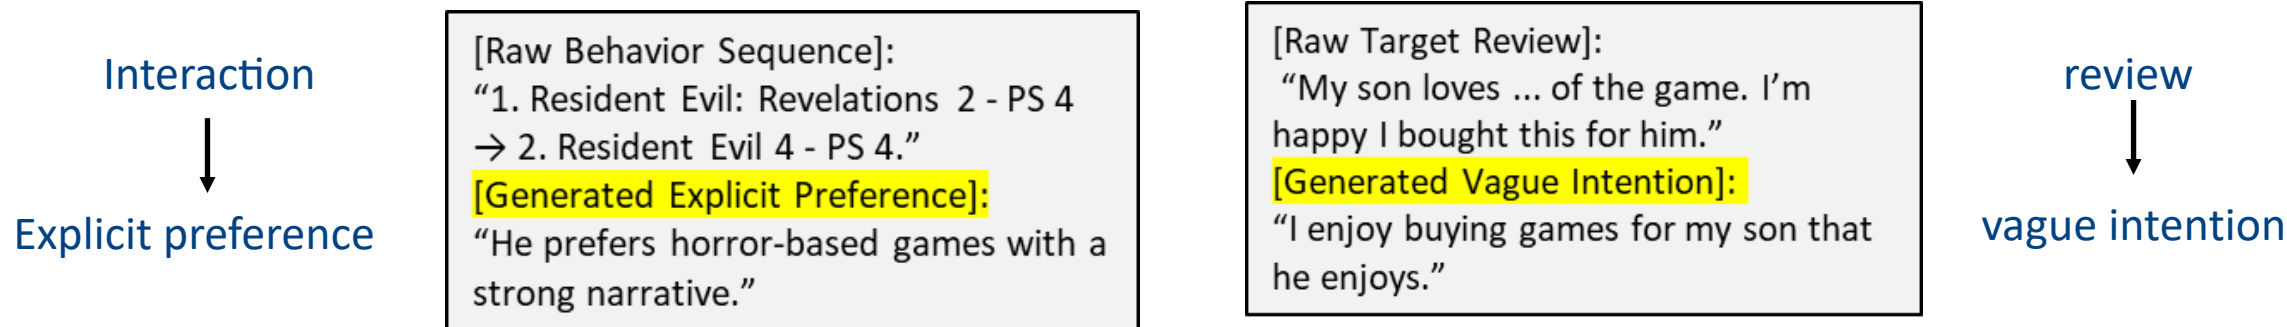 Interaction
Explicit preference
[Raw Behavior Sequence]:
“1. Resident Evil: Revelations 2 - PS 4
→ 2. Resident Evil 4 - PS 4.”
[Generated Explicit Preference]:
“He prefers horror-based games with a
strong narrative.”
[Raw Target Review]:
“My son loves ... of the game. I’m
happy I bought this for him.”
[Generated Vague Intention]:
“I enjoy buying games for my son that
he enjoys.”
review
vague intention